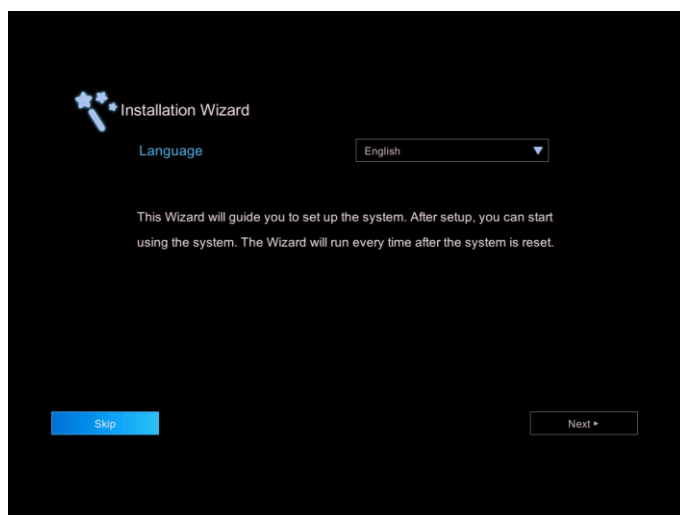 Installation Wizard
Language
English
This Wizard will guide you to set up the system. After setup, you can start
using the system. The Wizard will run every time after the system is reset.
Skip
Next